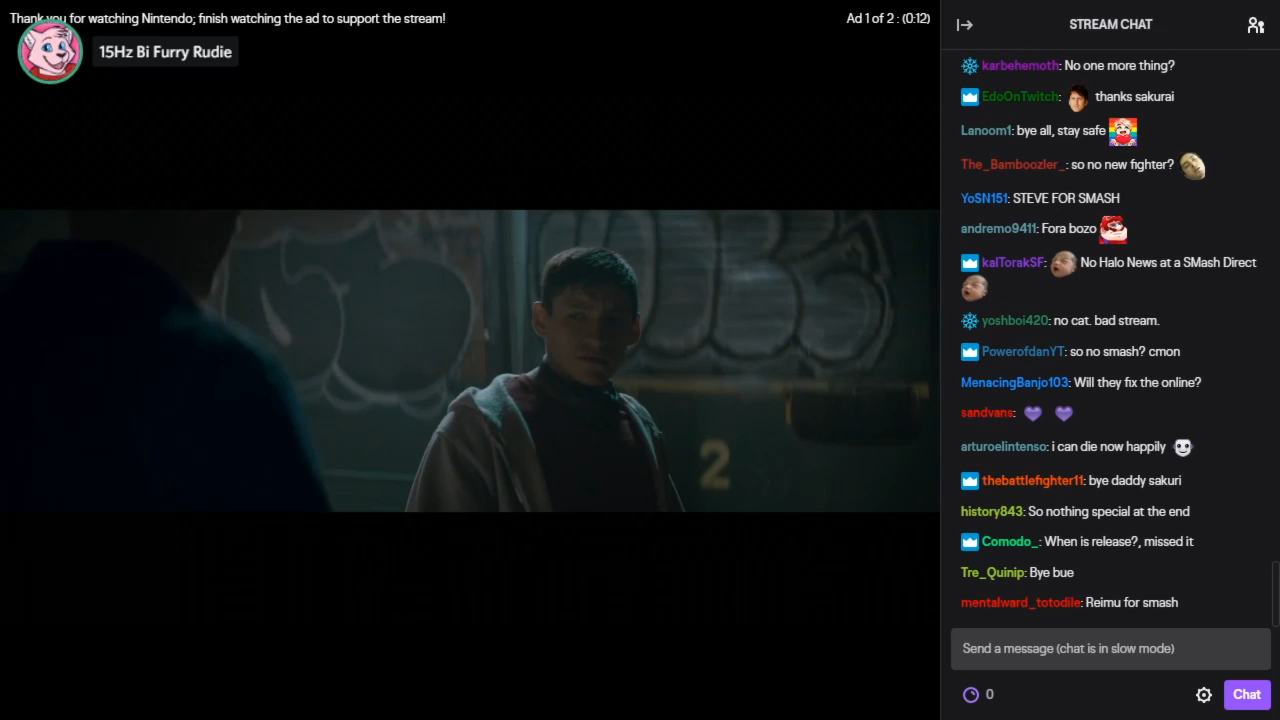 Thank you for watching Nintendo; finish watching the ad to support the stream!
Ad 1 of 2 : (0:12)
15Hz Bi Furry Rudie
2
STREAM CHAT
karbehemoth: No one more thing?
EdoOnTwitch: thanks sakurai
Lanoom1: bye all, stay safe
The_Bamboozler_: so no new fighter?
YoSN151: STEVE FOR SMASH
andremo9411: Fora bozo
kalTorakSF: No Halo News at a SMash Direct
yoshboi420: no cat. bad stream.
PowerofdanYT: so no smash? cmon
MenacingBanjo103: Will they fix the online?
sandvans:
arturoelintenso: i can die now happily
thebattlefighter11: bye daddy sakuri
history843: So nothing special at the end
Comodo_: When is release?, missed it
Tre_Quinip: Bye bue
mentalward_totodile: Reimu for smash
Send a message (chat is in slow mode)
0
Chat